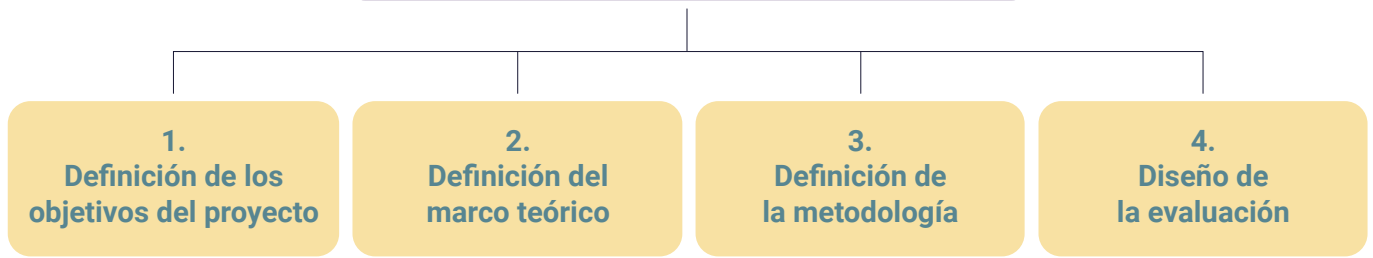 1.
Definición de los
objetivos del proyecto
2.
Definición del
marco teórico
3.
Definición de
la metodología
4.
Diseño de
la evaluación